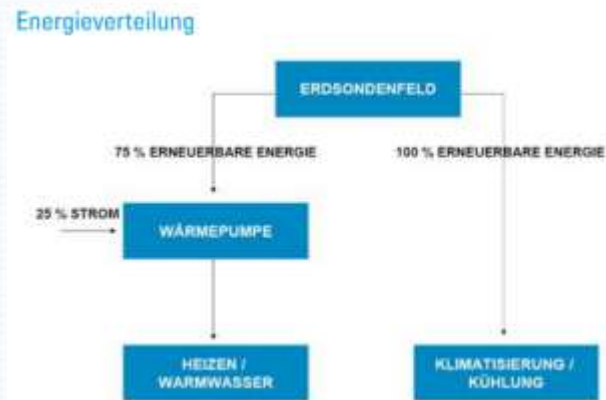 Energieverteilung
ERDSONDENFELD
75 % ERNEUERBARE ENERGIE
100 % ERNEUERBARE ENERGIE
25 % STROM
WÄRMEPUMPE
HEIZEN /
WARMWASSER
KLIMATISIERUNG /
KÜHLUNG